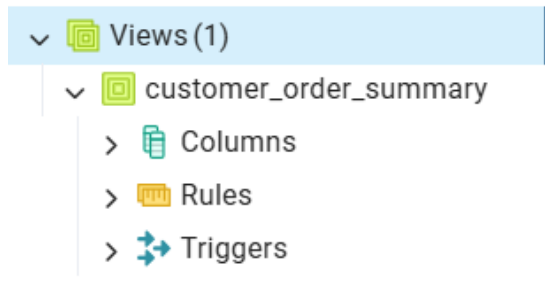 Views (1)
customer_order_summary
Columns
Rules
Triggers